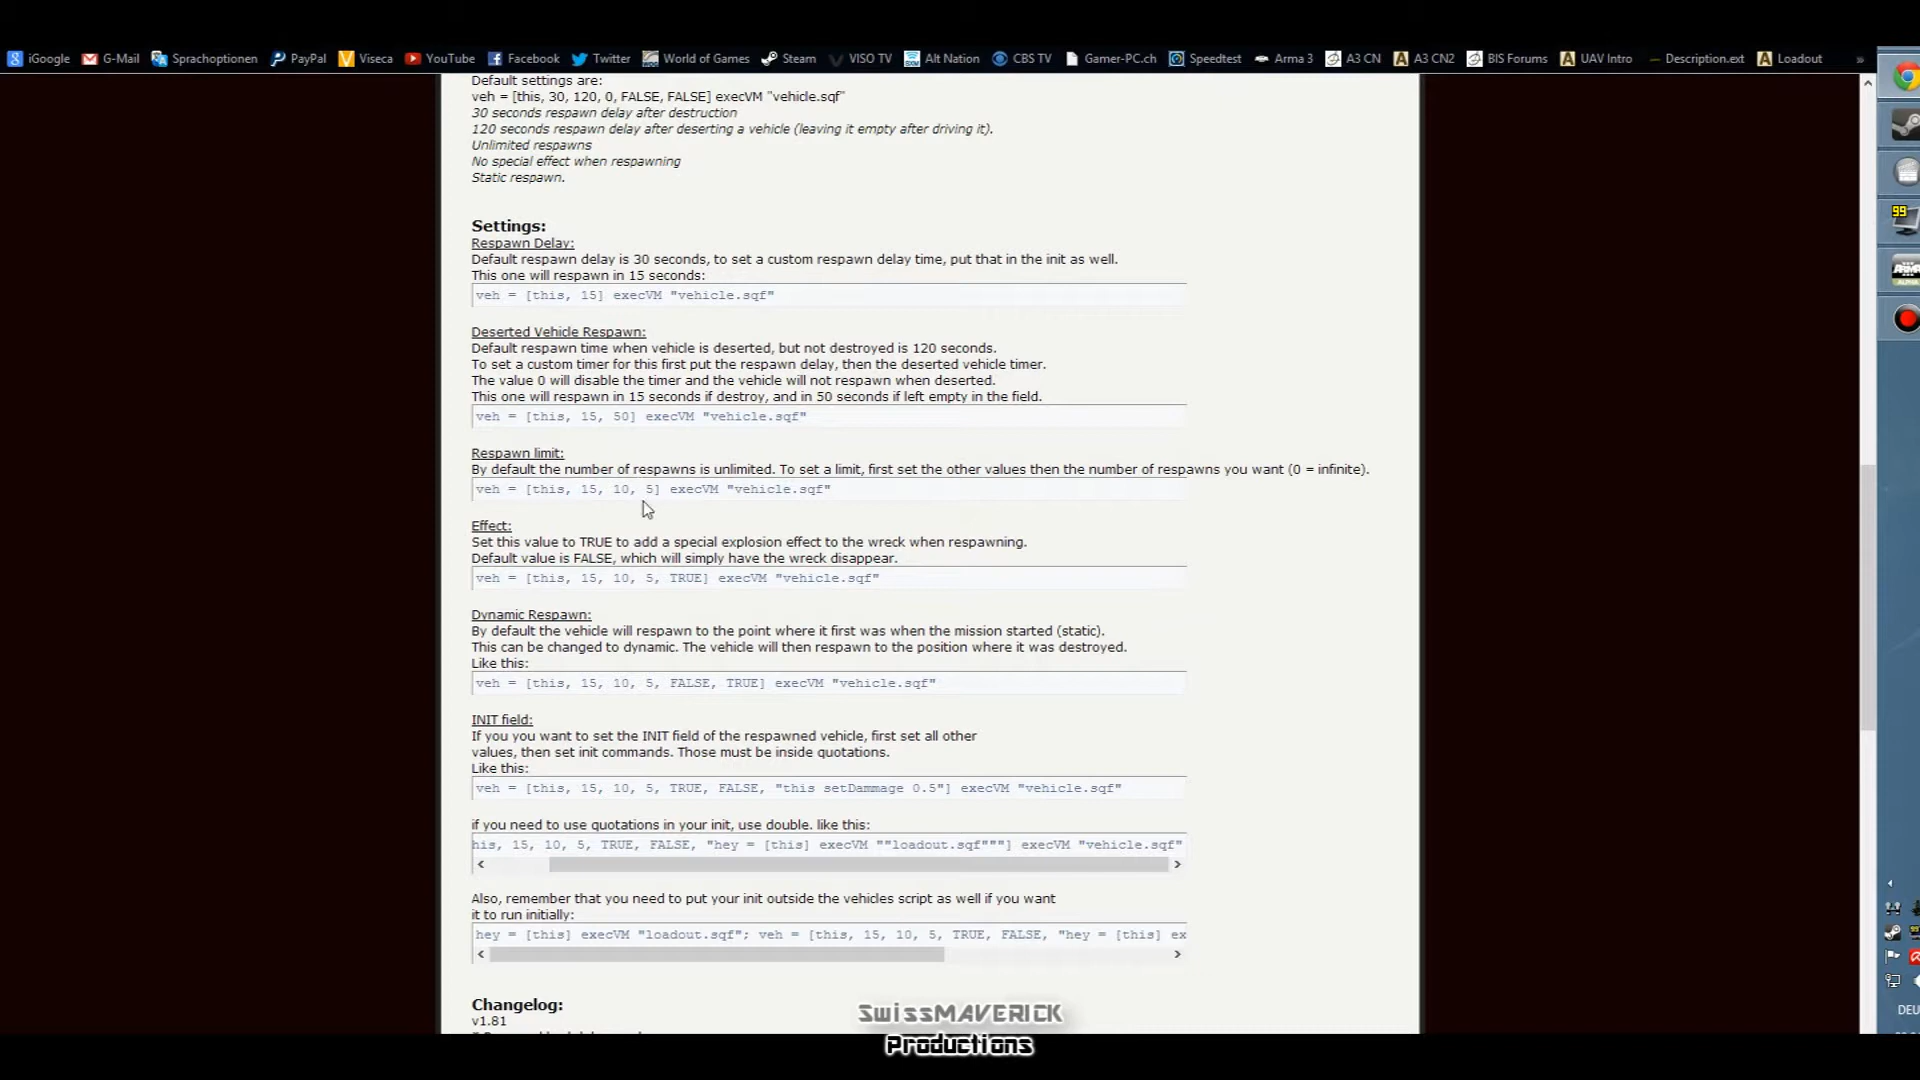 iGoogle G-Mail Sprachoptionen PayPal Viseca YouTube Facebook Twitter World of Games Steam VISO TV Alt Nation CBS TV Gamer-PC.ch Speedtest Arma 3 A3 CN A3 CN2 BIS Forums UAV Intro Description.ext Loadout »
Default settings are:
veh = [this, 30, 120, 0, FALSE, FALSE] execVM "vehicle.sqf"
30 seconds respawn delay after destruction
120 seconds respawn delay after deserting a vehicle (leaving it empty after driving it).
Unlimited respawns
No special effect when respawning
Static respawn.
Settings:
Respawn Delay:
Default respawn delay is 30 seconds, to set a custom respawn delay time, put that in the init as well.
This one will respawn in 15 seconds:
veh = [this, 15] execVM "vehicle.sqf"
Deserted Vehicle Respawn:
Default respawn time when vehicle is deserted, but not destroyed is 120 seconds.
To set a custom timer for this first put the respawn delay, then the deserted vehicle timer.
The value 0 will disable the timer and the vehicle will not respawn when deserted.
This one will respawn in 15 seconds if destroy, and in 50 seconds if left empty in the field.
veh = [this, 15, 50] execVM "vehicle.sqf"
Respawn limit:
By default the number of respawns is unlimited. To set a limit, first set the other values then the number of respawns you want (0 = infinite).
veh = [this, 15, 10, 5] execVM "vehicle.sqf"
Effect:
Set this value to TRUE to add a special explosion effect to the wreck when respawning.
Default value is FALSE, which will simply have the wreck disappear.
veh = [this, 15, 10, 5, TRUE] execVM "vehicle.sqf"
Dynamic Respawn:
By default the vehicle will respawn to the point where it first was when the mission started (static).
This can be changed to dynamic. The vehicle will then respawn to the position where it was destroyed.
Like this:
veh = [this, 15, 10, 5, FALSE, TRUE] execVM "vehicle.sqf"
INIT field:
If you you want to set the INIT field of the respawned vehicle, first set all other
values, then set init commands. Those must be inside quotations.
Like this:
veh = [this, 15, 10, 5, TRUE, FALSE, "this setDammage 0.5"] execVM "vehicle.sqf"
if you need to use quotations in your init, use double. like this:
his, 15, 10, 5, TRUE, FALSE, "hey = [this] execVM ""loadout.sqf"""] execVM "vehicle.sqf"
Also, remember that you need to put your init outside the vehicles script as well if you want
it to run initially:
hey = [this] execVM "loadout.sqf"; veh = [this, 15, 10, 5, TRUE, FALSE, "hey = [this] ex
Changelog:
v1.81
SwissMAVERICK
Productions
99
ARMA
ALPHA
DEU